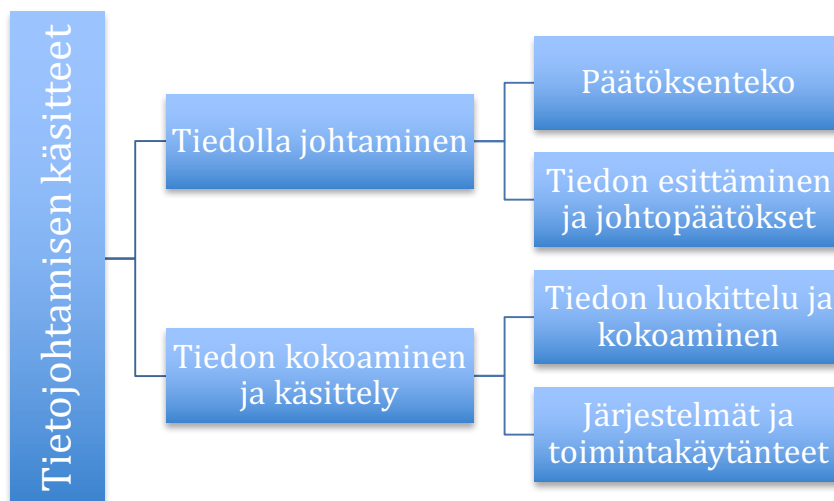 Tietojohtamisen käsitteet
Tiedolla johtaminen
Päätöksenteko
Tiedon esittäminen
ja johtopäätökset
Tiedon kokoaminen
ja käsittely
Tiedon luokittelu ja
kokoaminen
Järjestelmät ja
toimintakäytänteet